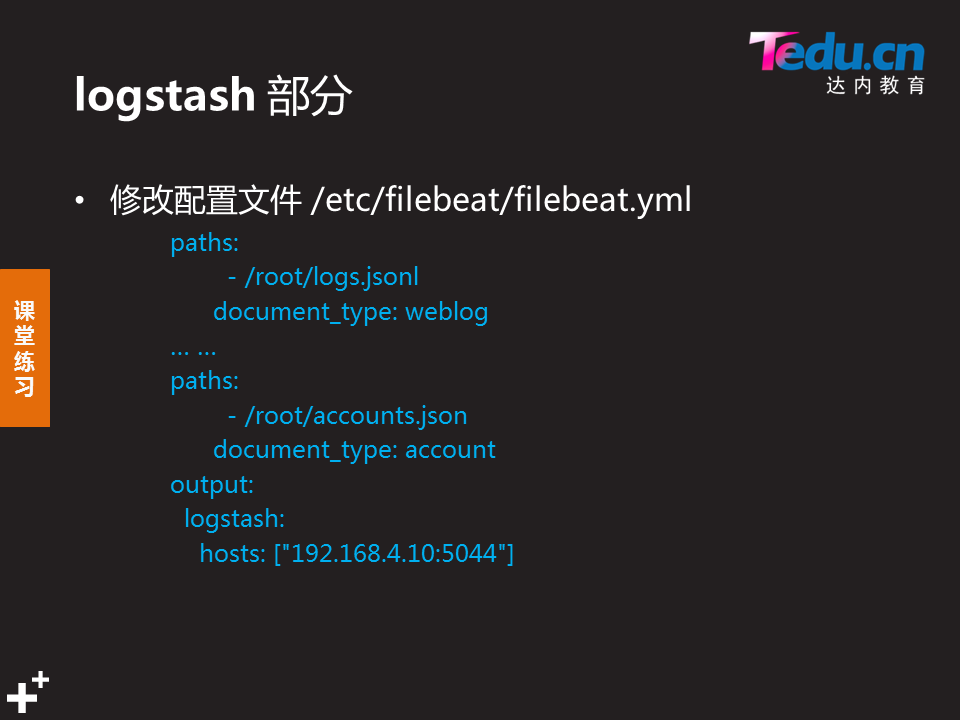 Tedu.cn
达内教育
logstash 部分
• 修改配置文件 /etc/filebeat/filebeat.yml
paths:
- /root/logs.jsonl
document_type: weblog
... ...
paths:
- /root/accounts.json
document_type: account
output:
logstash:
hosts: ["192.168.4.10:5044"]
课堂练习